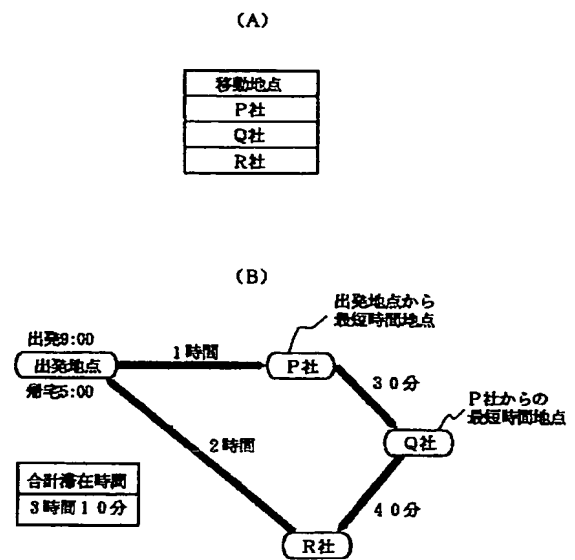 (A)
移動地点
P社
Q社
R社
(B)
出発地点から
最短時間地点
出発9:00
1時間
出発地点
P社
帰宅5:00
30分
P社からの
最短時間地点
2時間
Q社
合計滞在時間
3時間10分
40分
R社